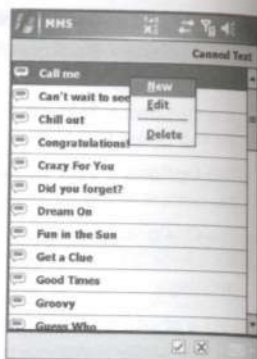 MMS
Canned Text
Call me
New
Can't wait to see
Edit
Chill out
Delete
Congratulations!
Crazy For You
Did you forget?
Dream On
Fun in the Sun
Get a Clue
Good Times
Groovy
Guess Who